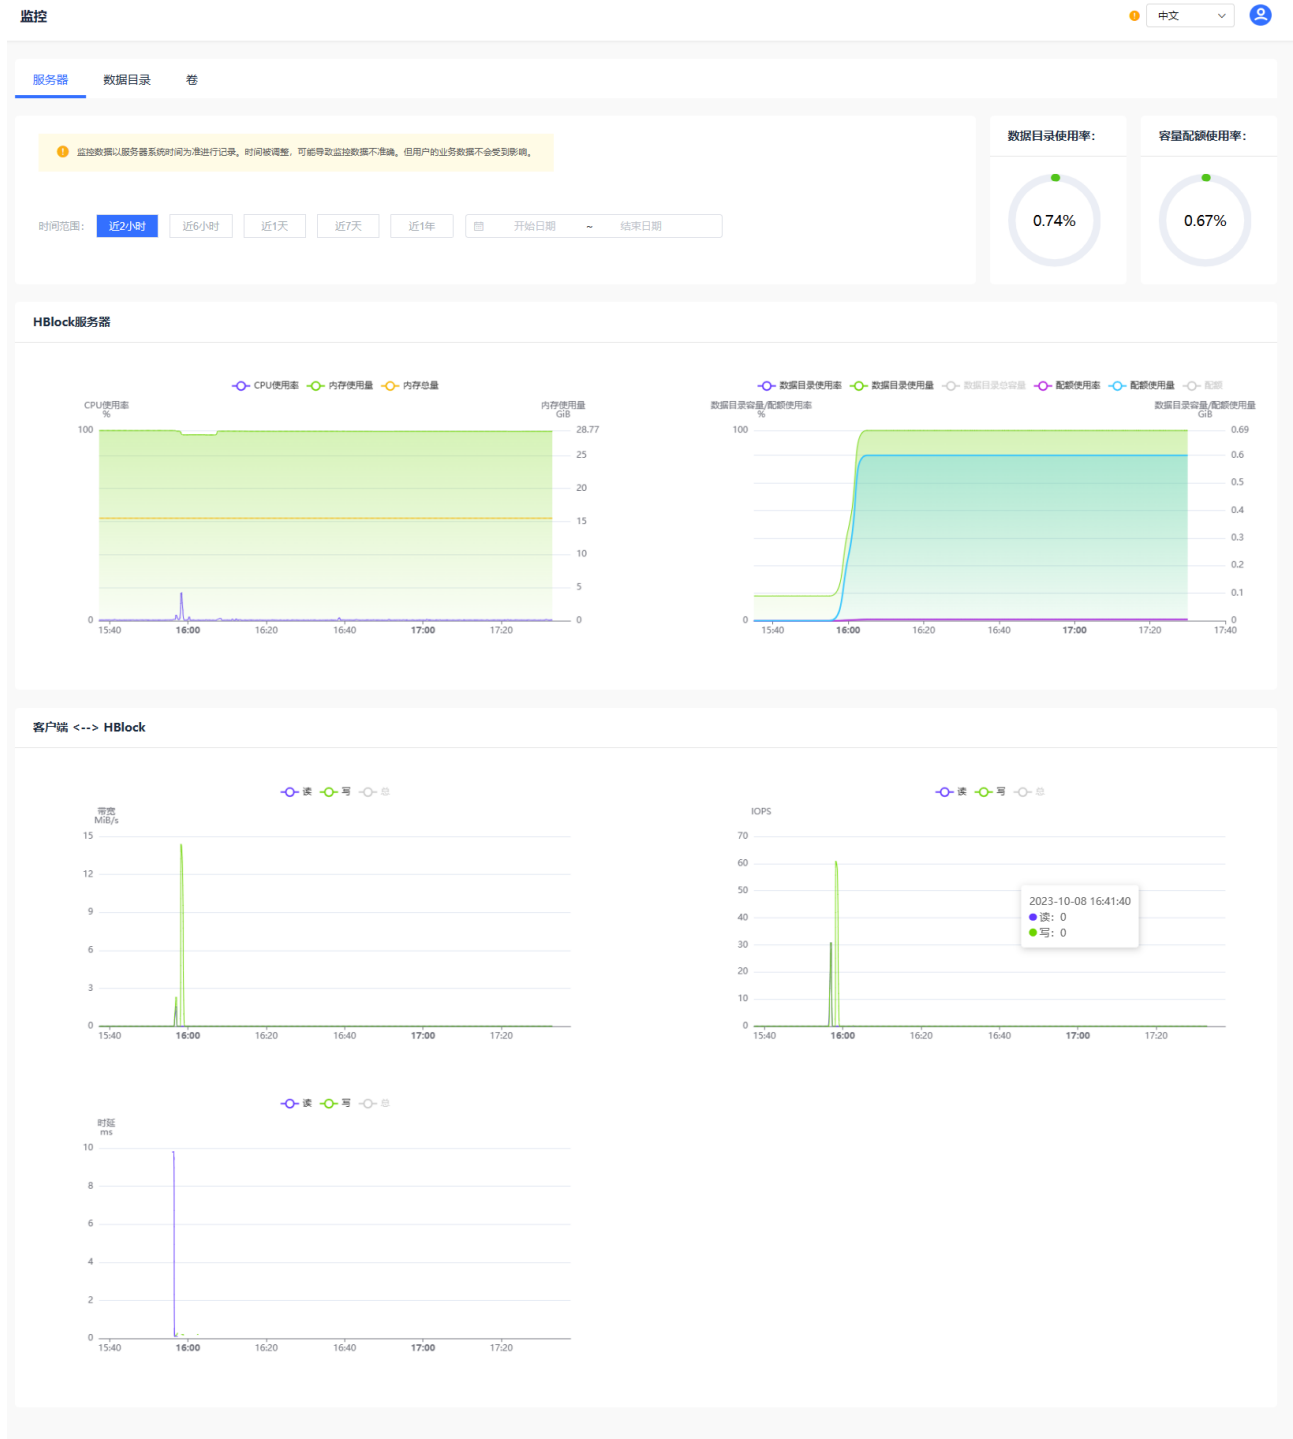 监控
中文
服务器 数据目录 卷
监控数据以服务器系统时间为准进行记录。时间被调整，可能导致监控数据不准确。但用户的业务数据不会受到影响。
时间范围： 近2小时 近6小时 近1天 近7天 近1年 开始日期 ~ 结束日期
数据目录使用率：
0.74%
容量配额使用率：
0.67%
HBlock服务器
CPU使用率 内存使用量 内存总量
CPU使用率
%
内存使用量
GiB
100
0
28.77
25
20
15
10
5
0
15:40 16:00 16:20 16:40 17:00 17:20
数据目录使用率 数据目录使用量 数据目录总容量 配额使用率 配额使用量 配额
数据目录容量/配额使用率
%
数据目录容量/配额使用量
GiB
100
0
0.69
0.6
0.5
0.4
0.3
0.2
0.1
0
15:40 16:00 16:20 16:40 17:00 17:20 17:40
客户端 <--> HBlock
读 写 总
带宽
MiB/s
15
12
9
6
3
0
15:40 16:00 16:20 16:40 17:00 17:20
读 写 总
IOPS
70
60
50
40
30
20
10
0
15:40 16:00 16:20 16:40 17:00 17:20
2023-10-08 16:41:40
读：0
写：0
读 写 总
时延
ms
10
8
6
4
2
0
15:40 16:00 16:20 16:40 17:00 17:20